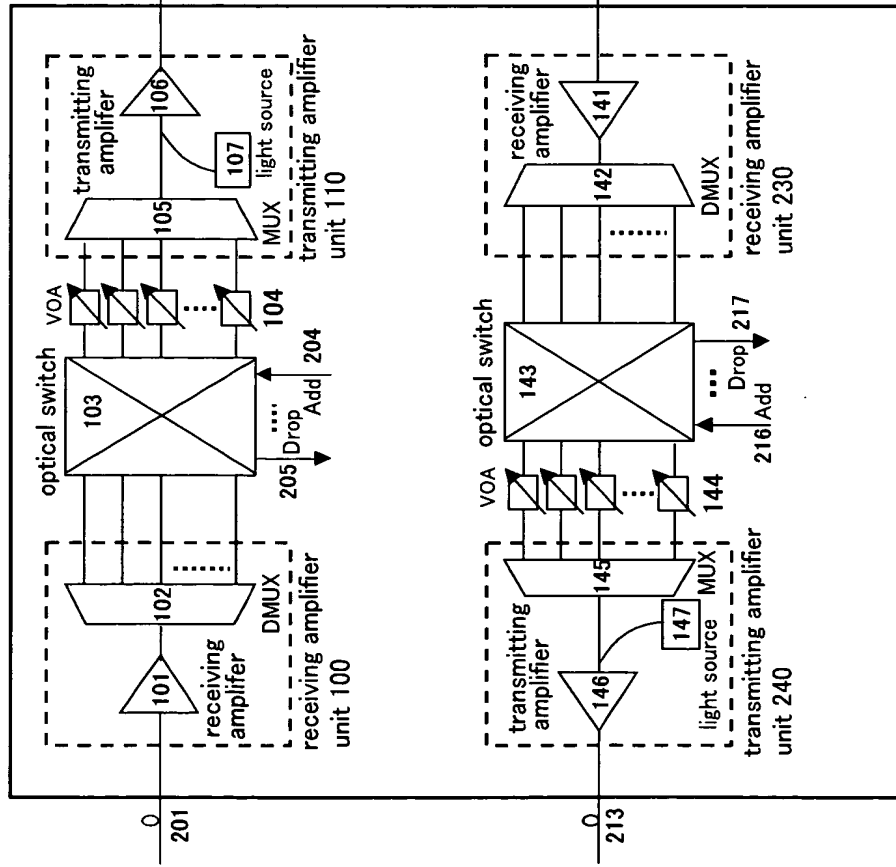 201
receiving
amplifer
101
102
DMUX
receiving amplifier
unit 100
optical switch
103
205
Drop
Add
204
VOA
104
transmitting
amplifer
105
106
107
light source
MUX
transmitting amplifier
unit 110
213
transmitting
amplifier
146
145
147
light source
MUX
transmitting amplifier
unit 240
VOA
144
optical switch
143
216
Add
Drop
217
receiving
amplifier
142
141
DMUX
receiving amplifier
unit 230